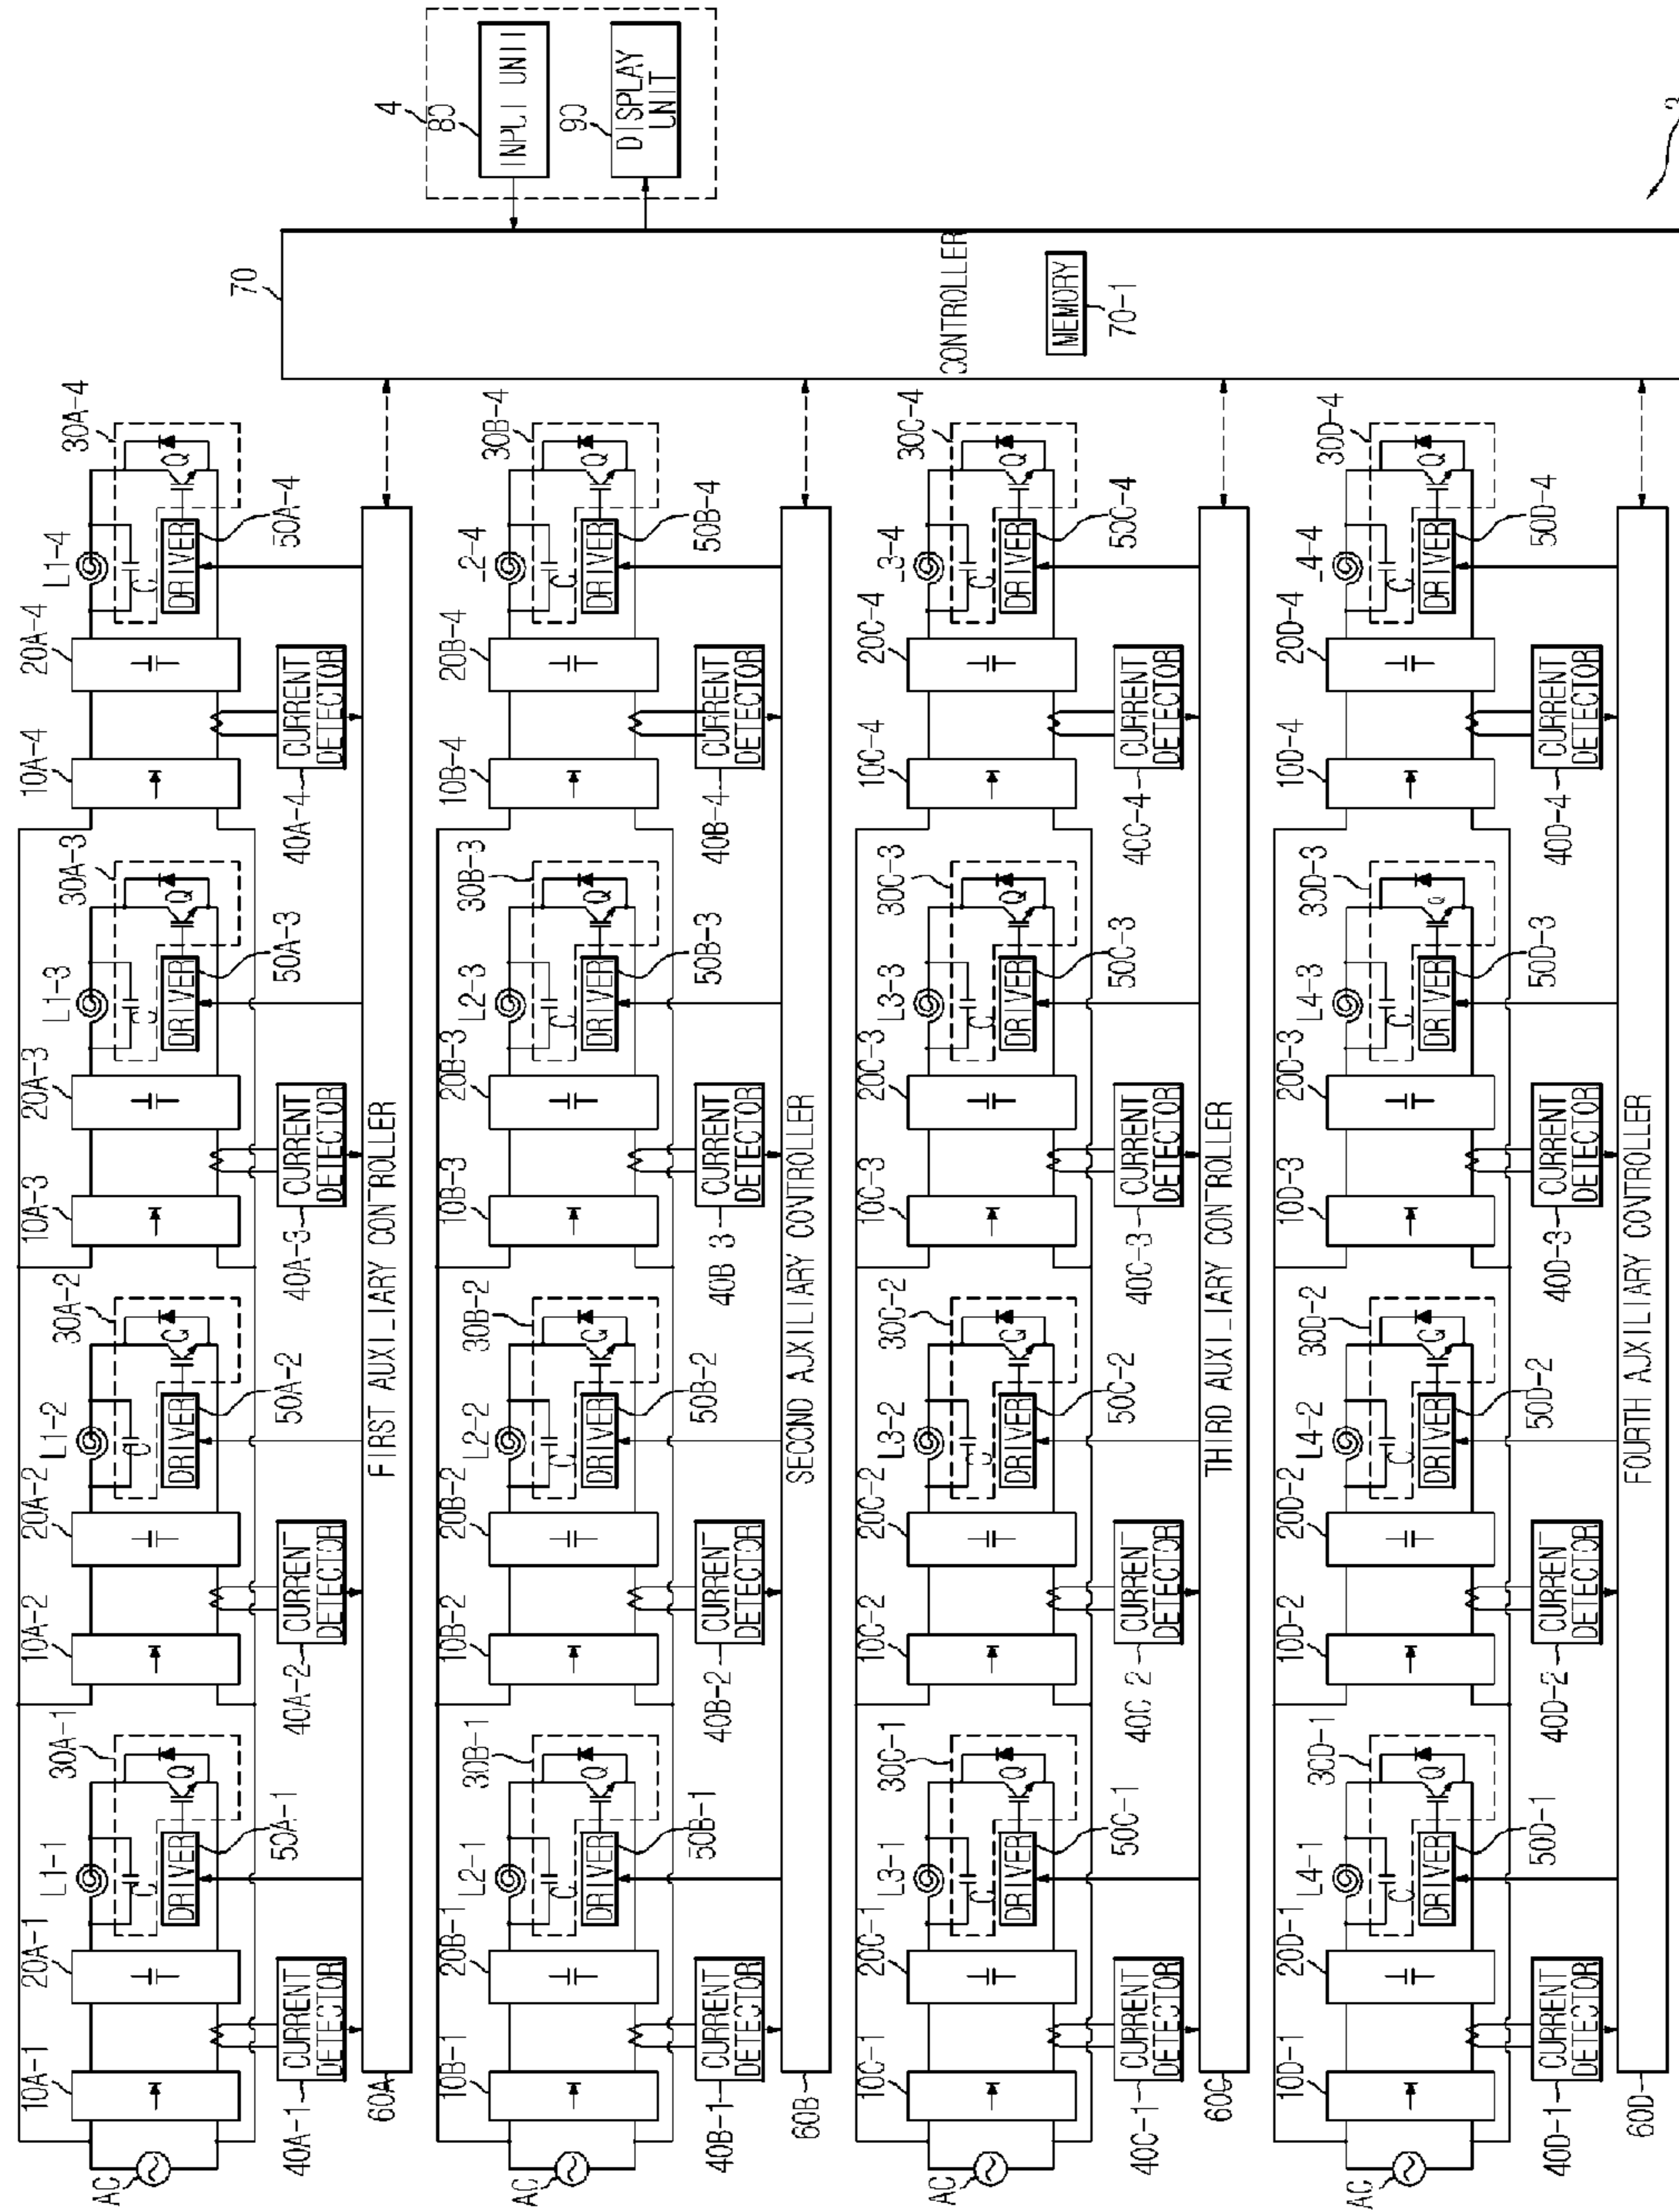 10A-1
20A-1
L1-1
30A-1
10A-2
20A-2
L1-2
30A-2
10A-3
20A-3
L1-3
30A-3
10A-4
20A-4
L1-4
30A-4
AC
C
Q
C
Q
C
Q
C
Q
DRIVER
DRIVER
DRIVER
DRIVER
40A-1
CURRENT
DETECTOR
50A-1
40A-2
CURRENT
DETECTOR
50A-2
40A-3
CURRENT
DETECTOR
50A-3
40A-4
CURRENT
DETECTOR
50A-4
60A
FIRST AUXILIARY CONTROLLER
10B-1
20B-1
L2-1
30B-1
10B-2
20B-2
L2-2
30B-2
10B-3
20B-3
L2-3
30B-3
10B-4
20B-4
L2-4
30B-4
AC
C
Q
C
Q
C
Q
C
Q
DRIVER
DRIVER
DRIVER
DRIVER
40B-1
CURRENT
DETECTOR
50B-1
40B-2
CURRENT
DETECTOR
50B-2
40B-3
CURRENT
DETECTOR
50B-3
40B-4
CURRENT
DETECTOR
50B-4
60B
SECOND AUXILIARY CONTROLLER
10C-1
20C-1
L3-1
30C-1
10C-2
20C-2
L3-2
30C-2
10C-3
20C-3
L3-3
30C-3
10C-4
20C-4
L3-4
30C-4
AC
C
Q
C
Q
C
Q
C
Q
DRIVER
DRIVER
DRIVER
DRIVER
40C-1
CURRENT
DETECTOR
50C-1
40C-2
CURRENT
DETECTOR
50C-2
40C-3
CURRENT
DETECTOR
50C-3
40C-4
CURRENT
DETECTOR
50C-4
60C
THIRD AUXILIARY CONTROLLER
10D-1
20D-1
L4-1
30D-1
10D-2
20D-2
L4-2
30D-2
10D-3
20D-3
L4-3
30D-3
10D-4
20D-4
L4-4
30D-4
AC
C
Q
C
Q
C
Q
C
Q
DRIVER
DRIVER
DRIVER
DRIVER
40D-1
CURRENT
DETECTOR
50D-1
40D-2
CURRENT
DETECTOR
50D-2
40D-3
CURRENT
DETECTOR
50D-3
40D-4
CURRENT
DETECTOR
50D-4
60D
FOURTH AUXILIARY CONTROLLER
70
CONTROLLER
MEMORY
70-1
4
80
INPUT UNIT
90
DISPLAY
UNIT